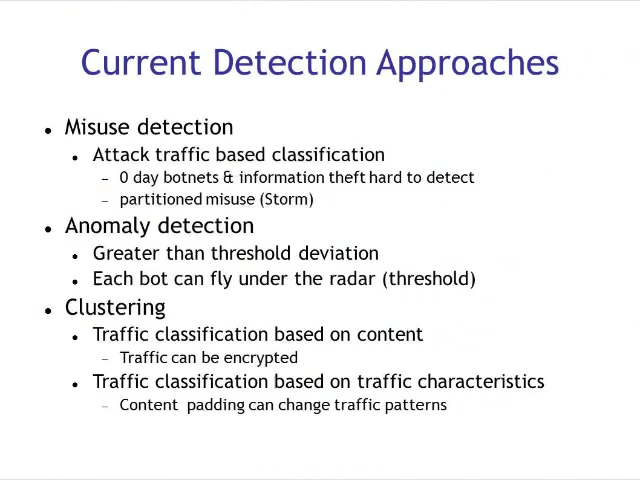 Current Detection Approaches
• Misuse detection
• Attack traffic based classification
– 0 day botnets & information theft hard to detect
– partitioned misuse (Storm)
• Anomaly detection
• Greater than threshold deviation
• Each bot can fly under the radar (threshold)
• Clustering
• Traffic classification based on content
– Traffic can be encrypted
• Traffic classification based on traffic characteristics
– Content padding can change traffic patterns